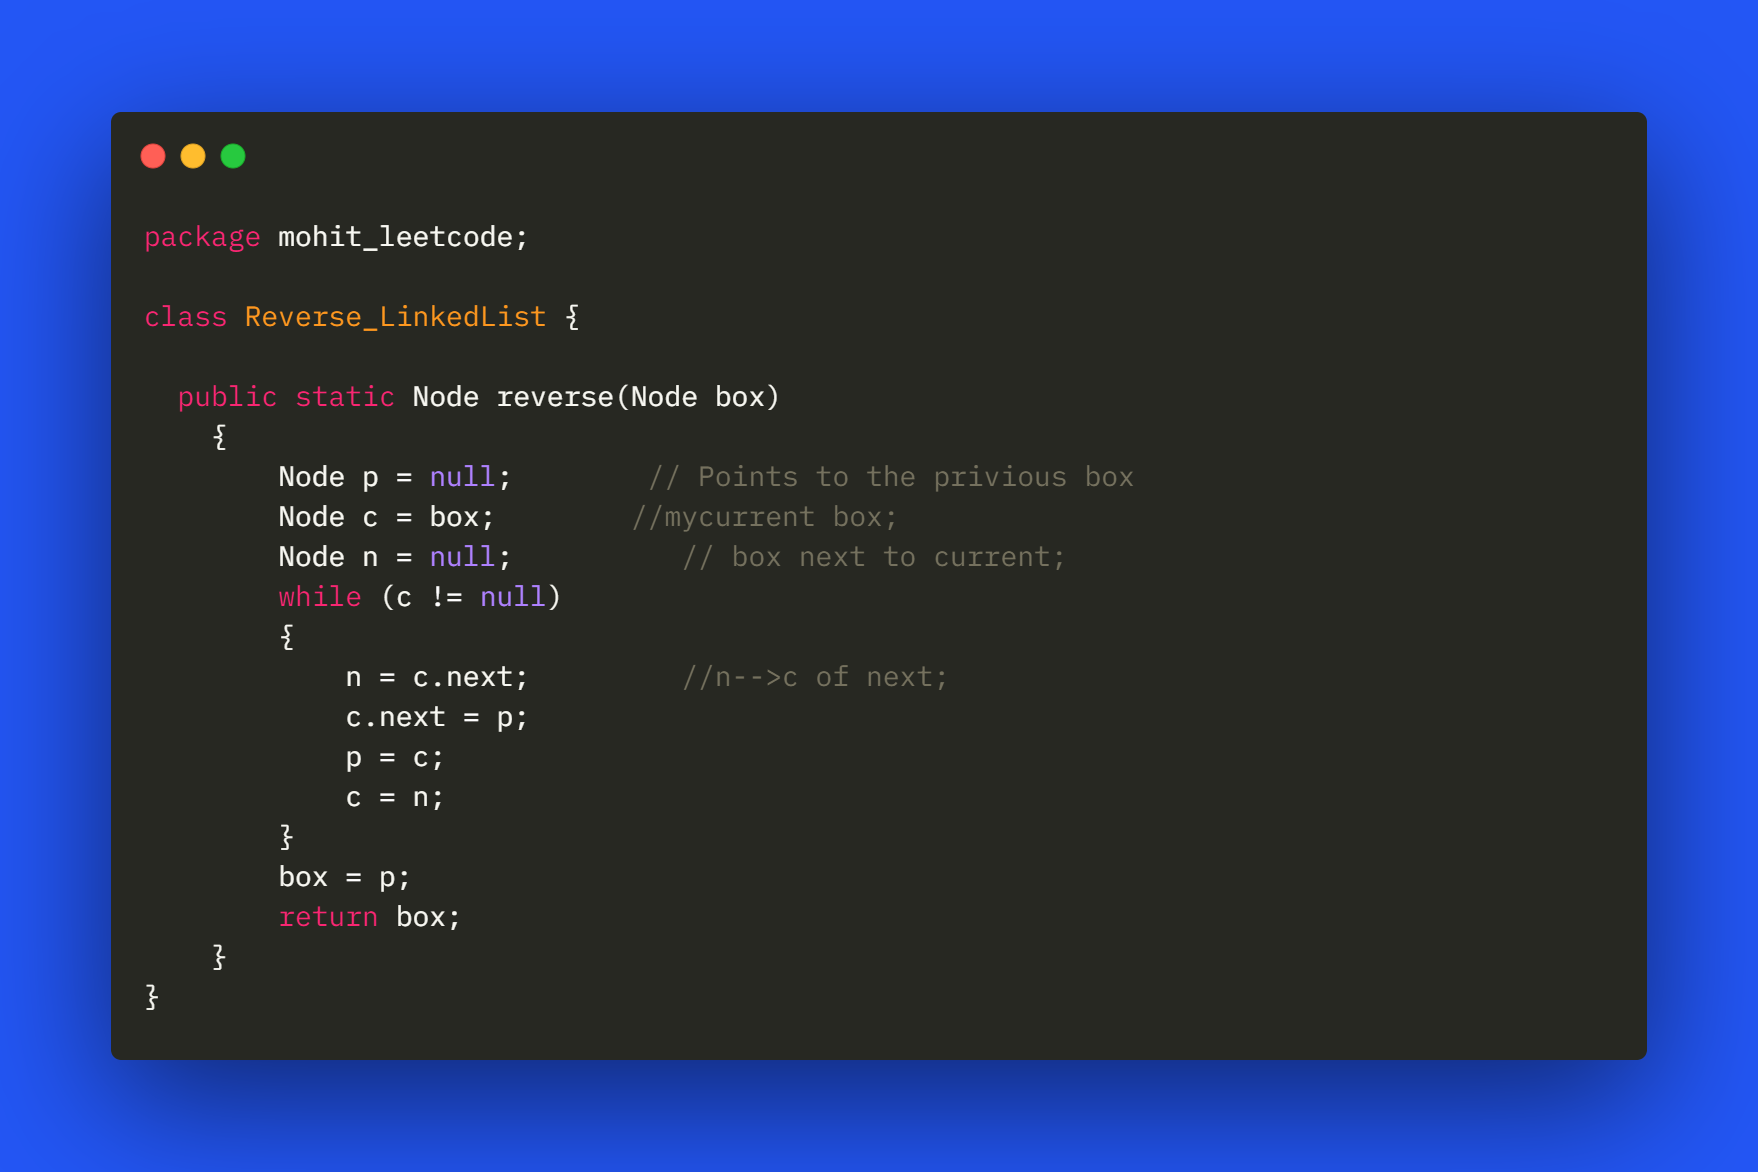 package mohit_leetcode;
class Reverse_LinkedList {
public static Node reverse(Node box)
{
Node p = null; // Points to the privious box
Node c = box; //mycurrent box;
Node n = null; // box next to current;
while (c != null)
{
n = c.next; //n-->c of next;
c.next = p;
p = c;
c = n;
}
box = p;
return box;
}
}